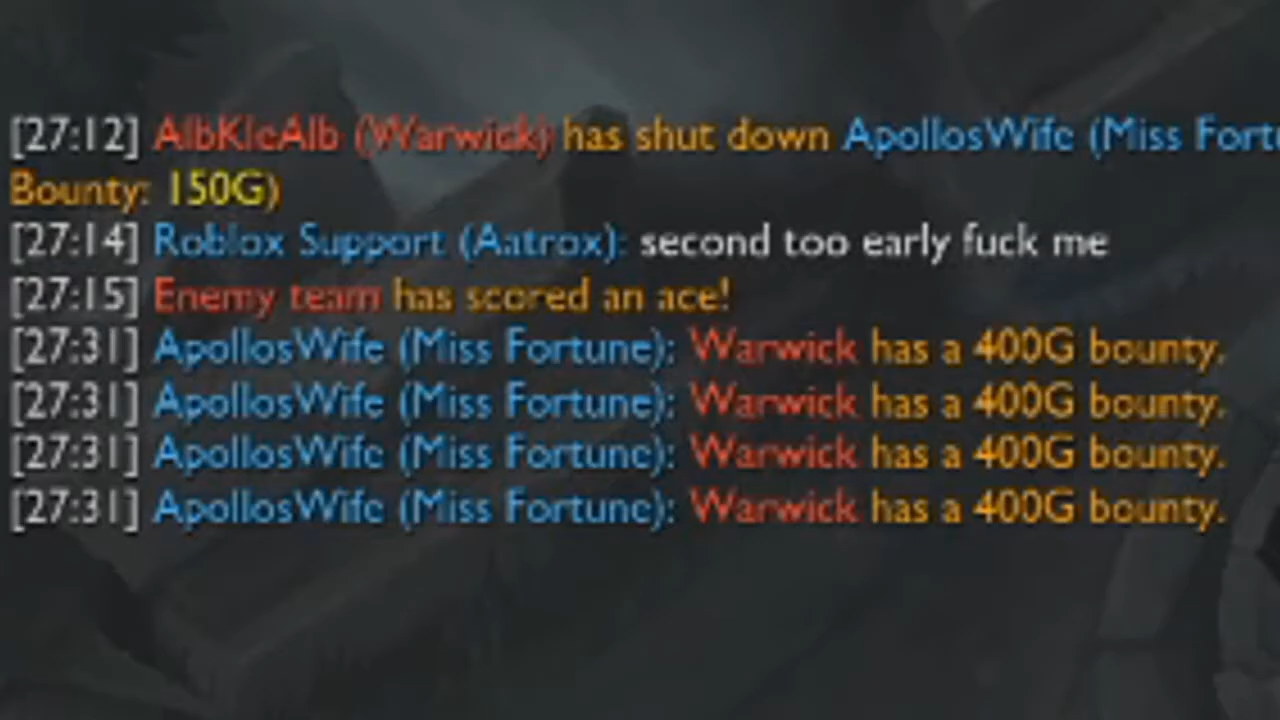 [27:12] AlbKleAlb (Warwick) has shut down ApollosWife (Miss Fort
Bounty: 150G)
[27:14] Roblox Support (Aatrox): second too early fuck me
[27:15] Enemy team has scored an ace!
[27:31] ApollosWife (Miss Fortune): Warwick has a 400G bounty.
[27:31] ApollosWife (Miss Fortune): Warwick has a 400G bounty.
[27:31] ApollosWife (Miss Fortune): Warwick has a 400G bounty.
[27:31] ApollosWife (Miss Fortune): Warwick has a 400G bounty.